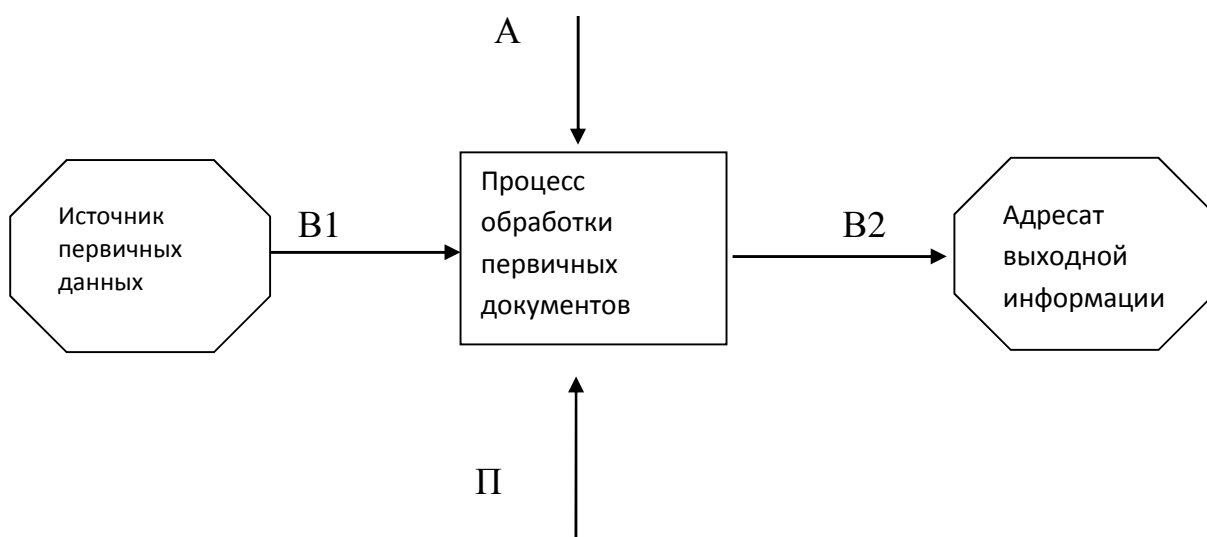 А
Источник
первичных
данных
В1
Процесс
обработки
первичных
документов
В2
Адресат
выходной
информации
П